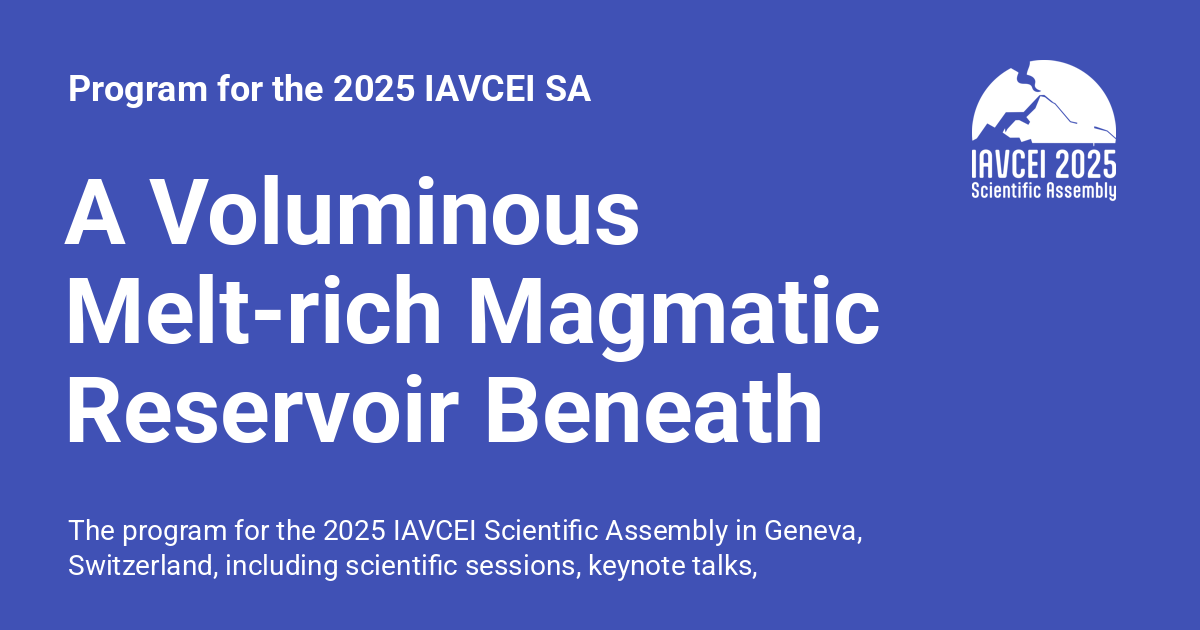 Program for the 2025 IAVCEI SA
IAVCEI 2025
Scientific Assembly
A Voluminous
Melt-rich Magmatic
Reservoir Beneath
The program for the 2025 IAVCEI Scientific Assembly in Geneva,
Switzerland, including scientific sessions, keynote talks,